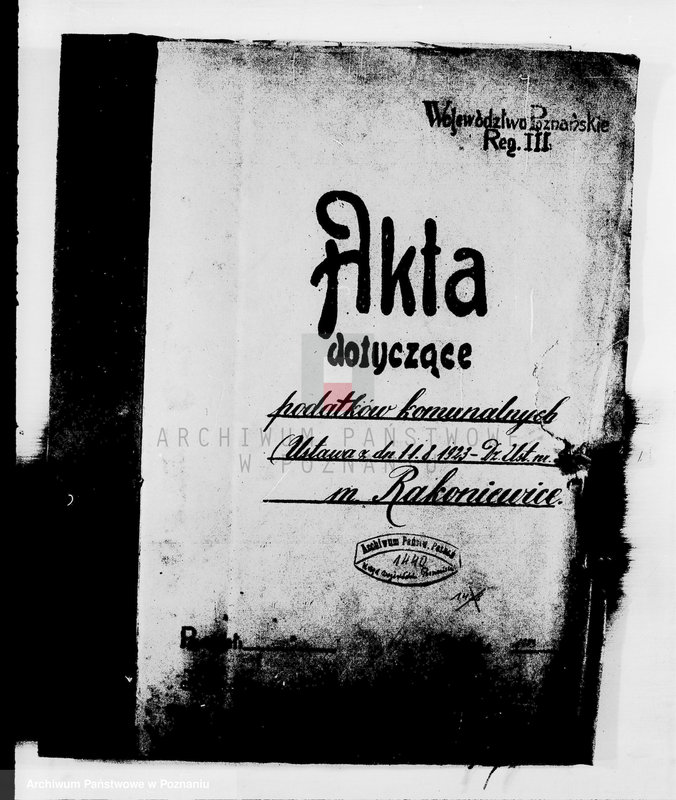 Województwo Poznańskie
Reg. III.
Akta
dotyczące
podatków komunalnych
ARCHIWUM PAŃSTWOWE
W POZNANIU
(Ustawa z dn 11.8.1923 - Dz. Ust. nr.
m. Rakoniewice.
Archiwum Państw. Poznań
1440
Archiwum Państwowe w Poznaniu